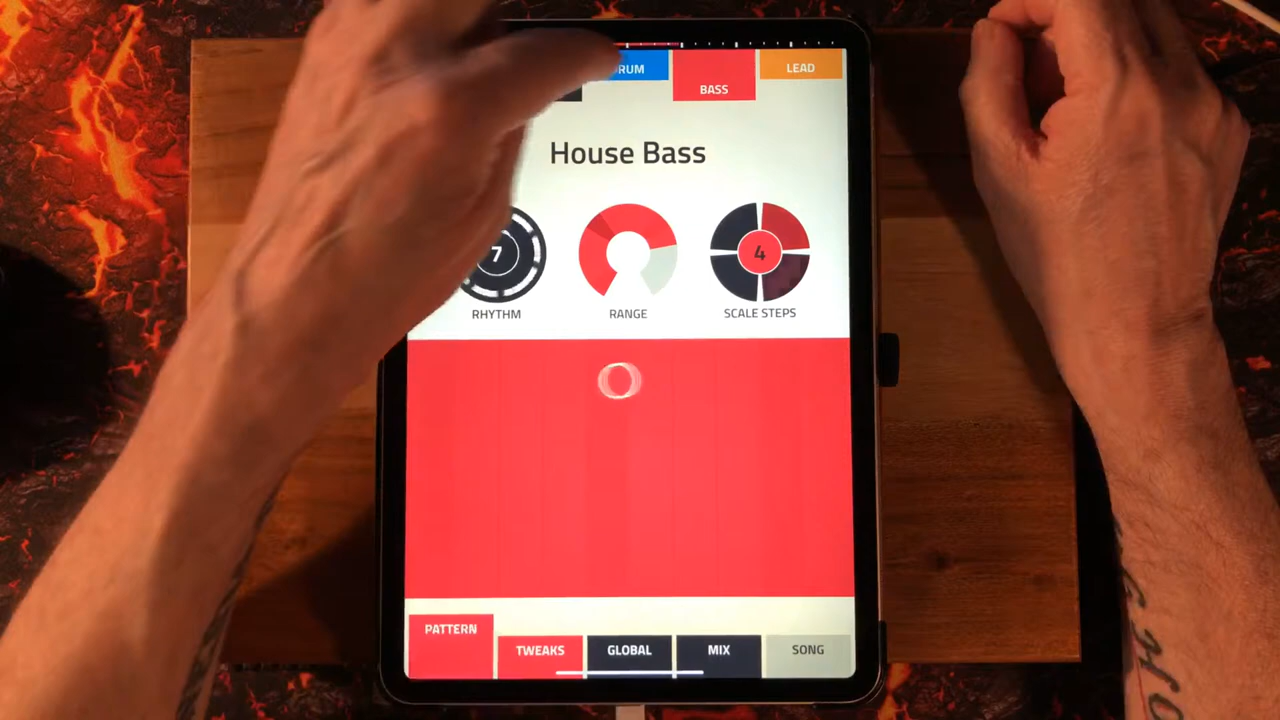 RUM
BASS
LEAD
House Bass
7
4
RHYTHM
RANGE
SCALE STEPS
PATTERN
TWEAKS
GLOBAL
MIX
SONG